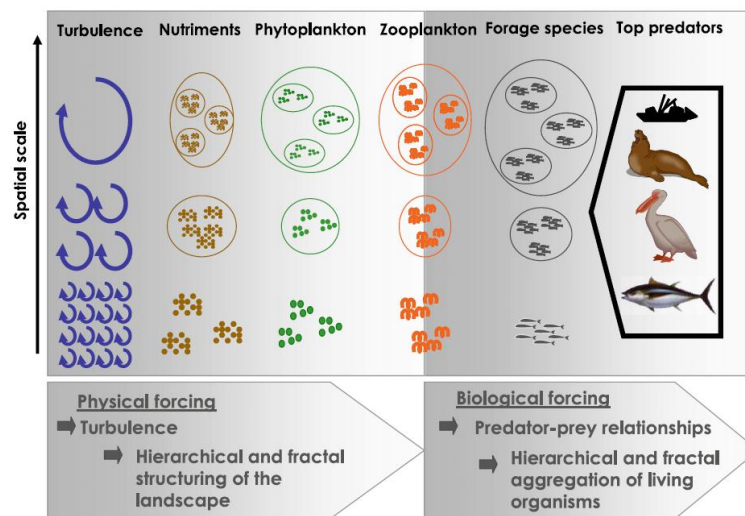 Turbulence Nutriments Phytoplankton Zooplankton Forage species Top predators
Spatial scale
Physical forcing
Turbulence
Hierarchical and fractal
structuring of the
landscape
Biological forcing
Predator-prey relationships
Hierarchical and fractal
aggregation of living
organisms